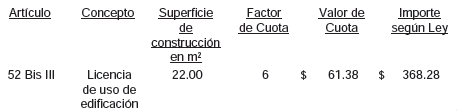 Artículo Concepto Superficie de construcción en m² Factor de Cuota Valor de Cuota Importe según Ley
52 Bis III Licencia de uso de edificación 22.00 6 $ 61.38 $ 368.28